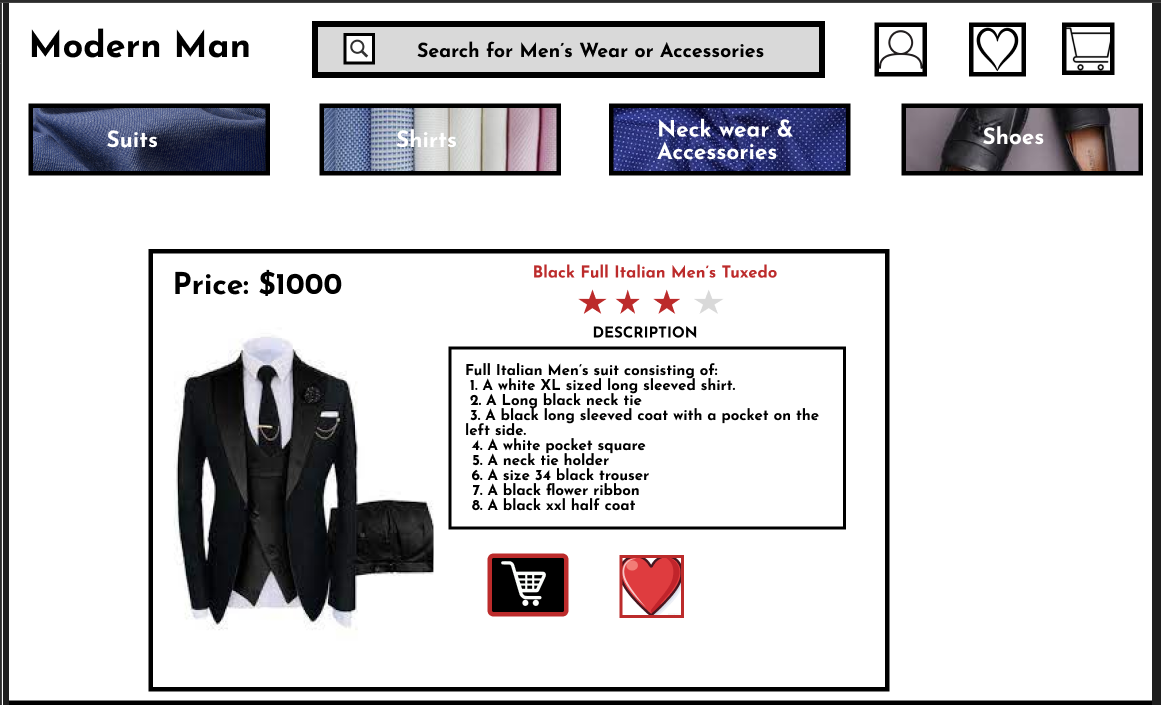 Modern Man
Search for Men's Wear or Accessories
Suits
Shirts
Neck wear &
Accessories
Shoes
Price: $1000
Black Full Italian Men's Tuxedo
DESCRIPTION
Full Italian Men's suit consisting of:
1. A white XL sized long sleeved shirt.
2. A Long black neck tie
3. A black long sleeved coat with a pocket on the
left side.
4. A white pocket square
5. A neck tie holder
6. A size 34 black trouser
7. A black flower ribbon
8. A black xxl half coat